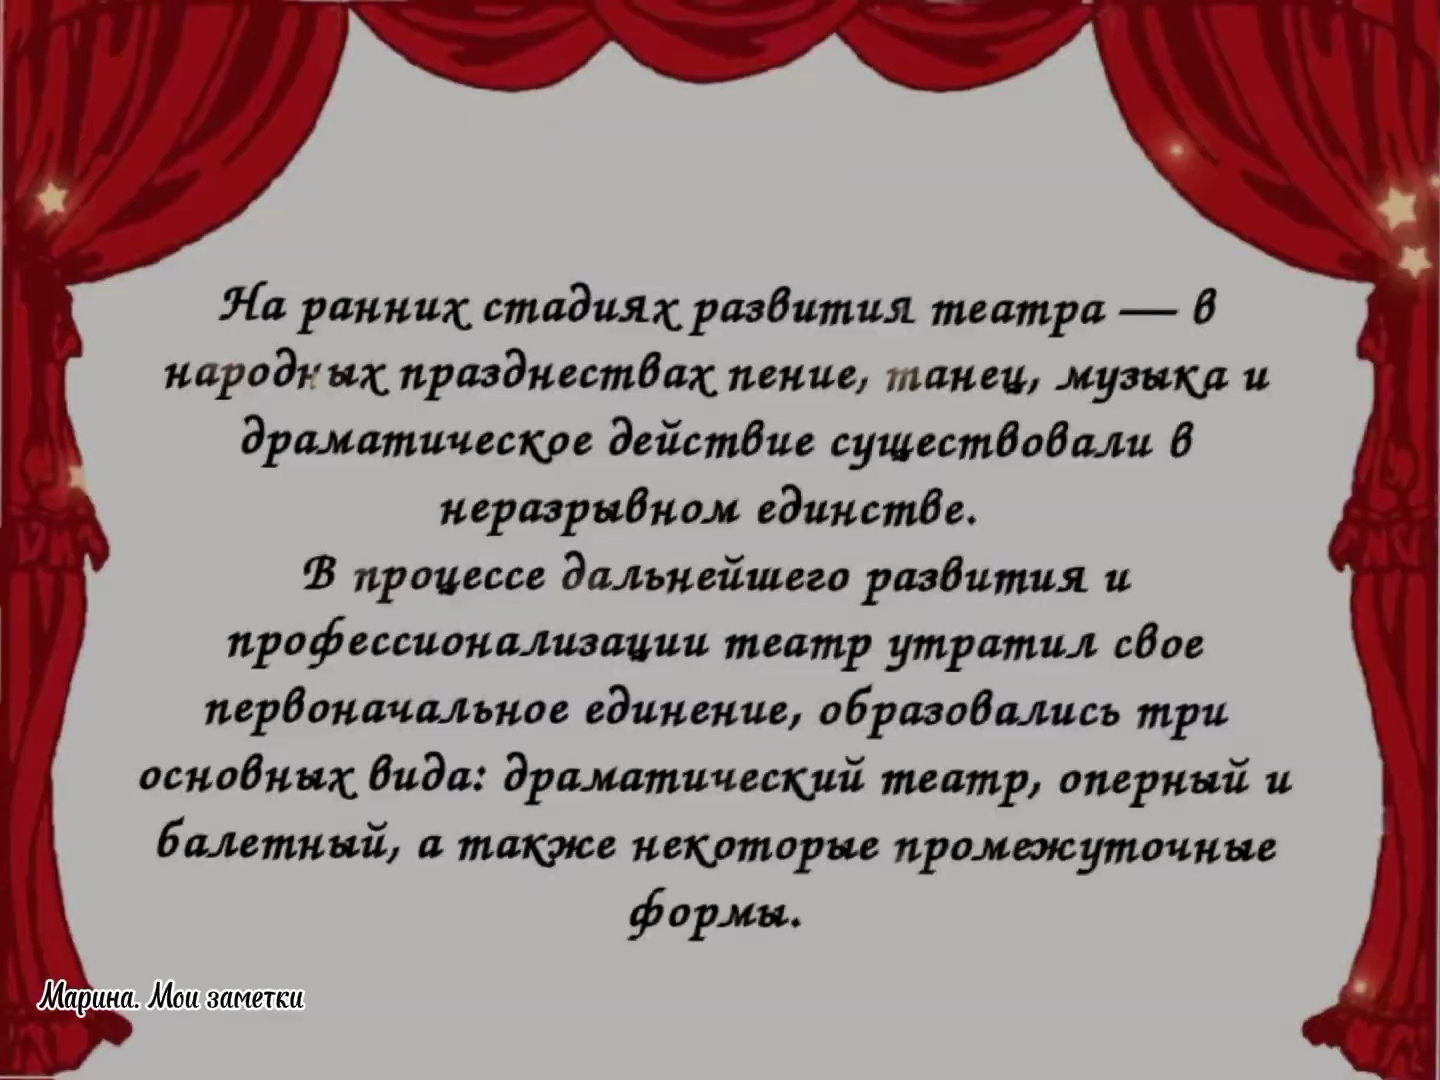 На ранних стадиях развития театра — в
народных празднествах пение, танец, музыка и
драматическое действие существовали в
неразрывном единстве.
В процессе дальнейшего развития и
профессионализации театр утратил свое
первоначальное единение, образовались три
основных вида: драматический театр, оперный и
балетный, а также некоторые промежуточные
формы.
Марина. Мои заметки